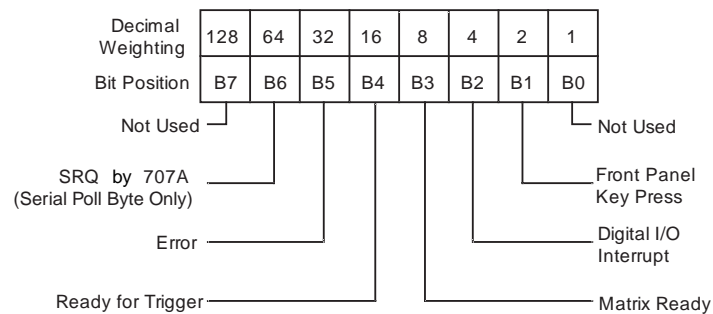 Decimal
Weighting
128 64 32 16 8 4 2 1
Bit Position
B7 B6 B5 B4 B3 B2 B1 B0
Not Used
Not Used
SRQ by 707A
(Serial Poll Byte Only)
Front Panel
Key Press
Error
Digital I/O
Interrupt
Ready for Trigger
Matrix Ready